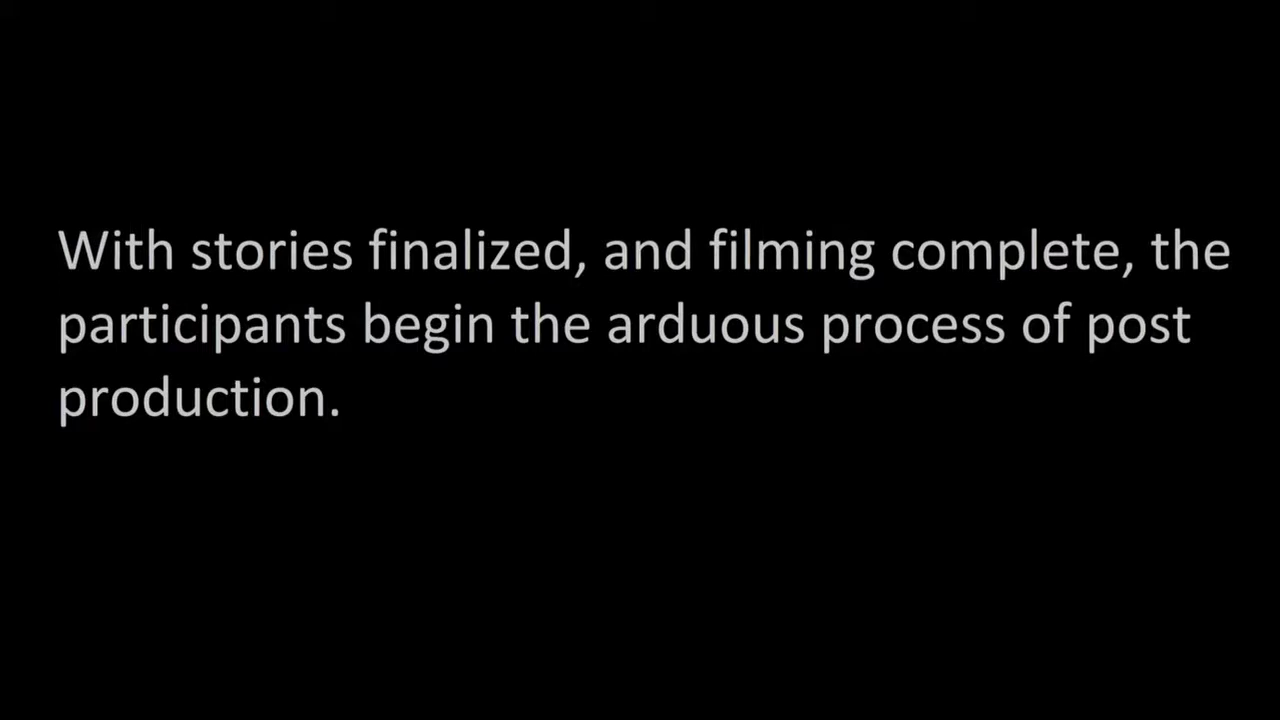 With stories finalized, and filming complete, the
participants begin the arduous process of post
production.